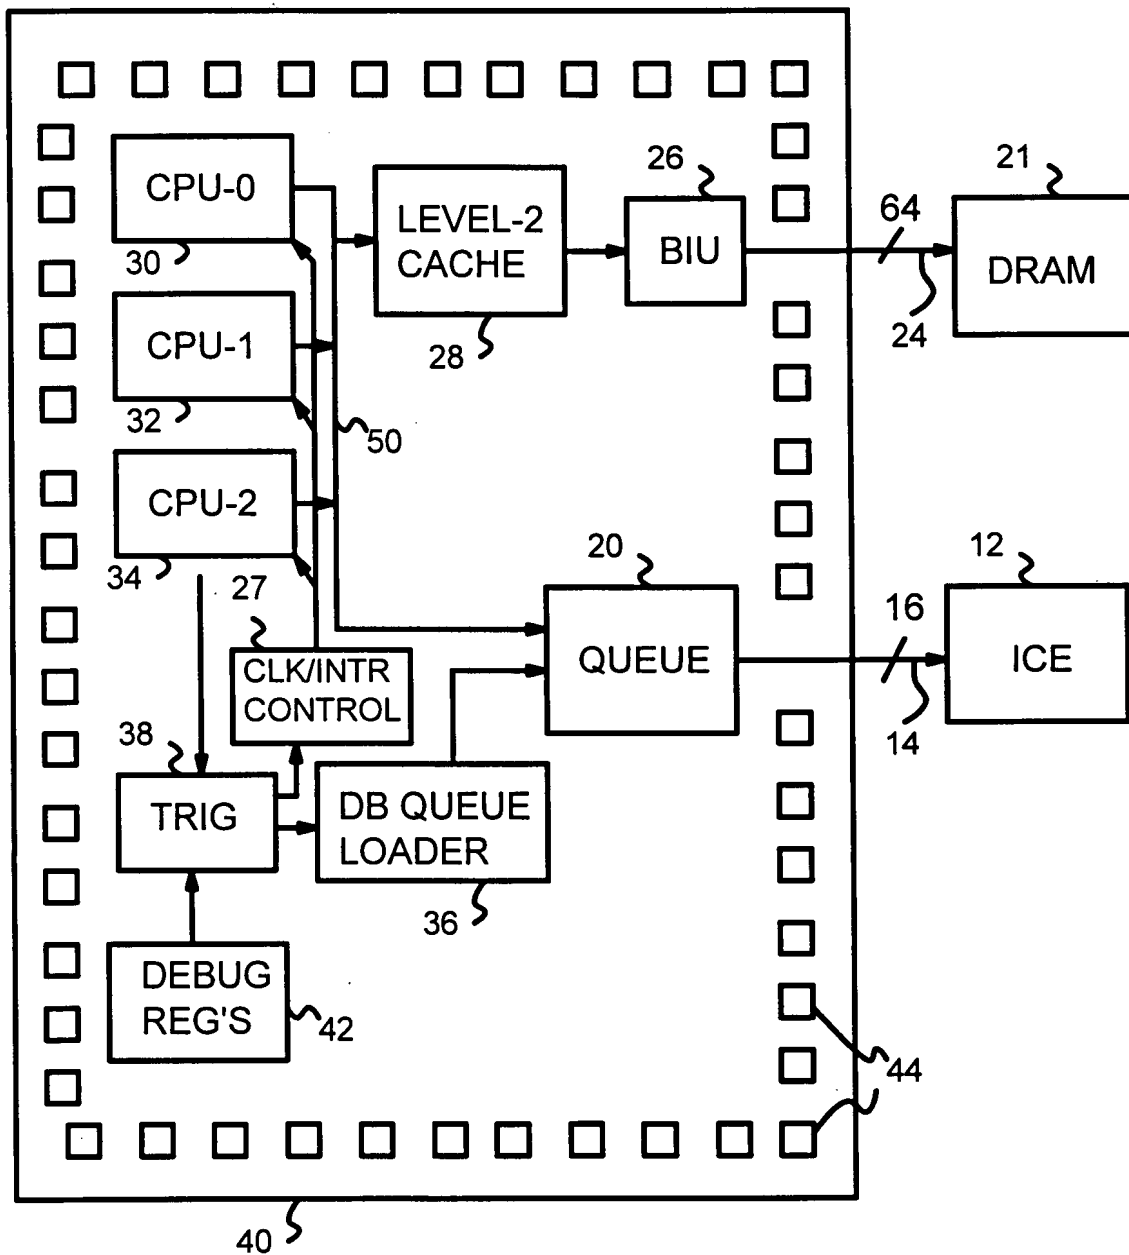 CPU-0
30
LEVEL-2
CACHE
28
26
BIU
64
24
21
DRAM
CPU-1
32
50
CPU-2
34
27
CLK/INTR
CONTROL
20
QUEUE
16
14
12
ICE
38
TRIG
DB QUEUE
LOADER
36
DEBUG
REG'S
42
44
40